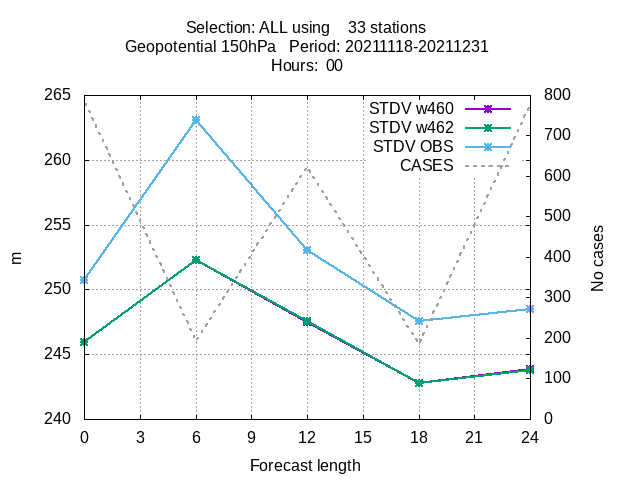 Selection: ALL using 33 stations
Geopotential 150hPa Period: 20211118-20211231
Hours: 00
STDV w460
STDV w462
STDV OBS
CASES
265
260
255
250
245
240
m
800
700
600
500
400
300
200
100
0
No cases
0 3 6 9 12 15 18 21 24
Forecast length